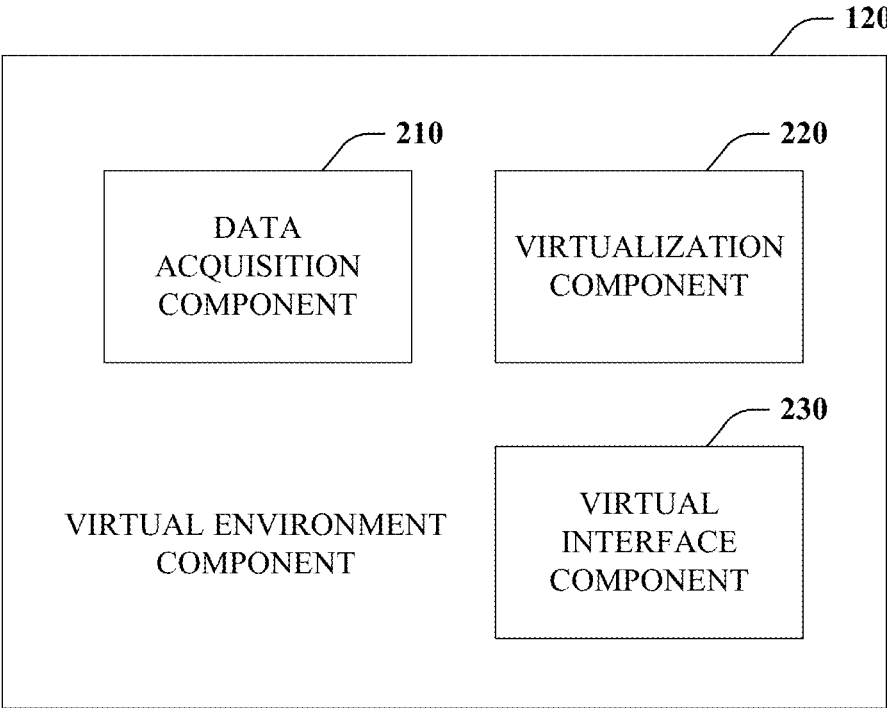 120
210
220
DATA
ACQUISITION
COMPONENT
VIRTUALIZATION
COMPONENT
230
VIRTUAL ENVIRONMENT
COMPONENT
VIRTUAL
INTERFACE
COMPONENT